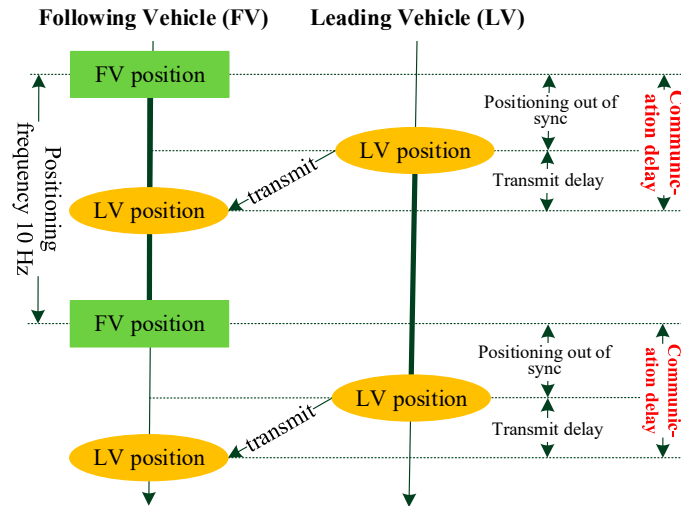 Following Vehicle (FV)
Leading Vehicle (LV)
FV position
Positioning out of
sync
Communic-
ation delay
LV position
transmit
Transmit delay
LV position
Positioning
frequency 10 Hz
FV position
Positioning out of
sync
Communic-
ation delay
LV position
transmit
Transmit delay
LV position